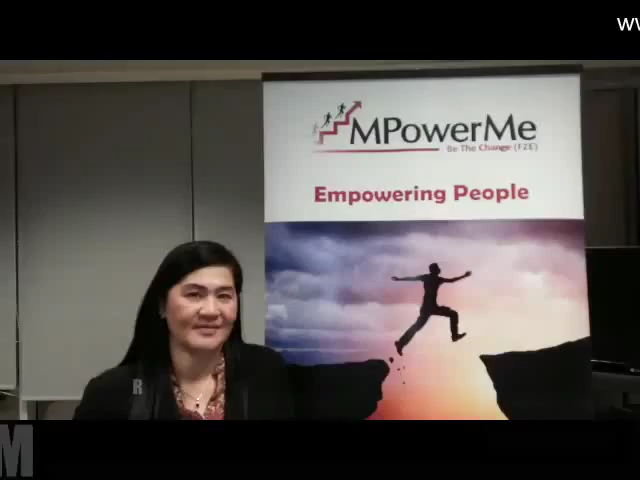 MPowerMe
Be The Change (FZE)
Empowering People
R
M